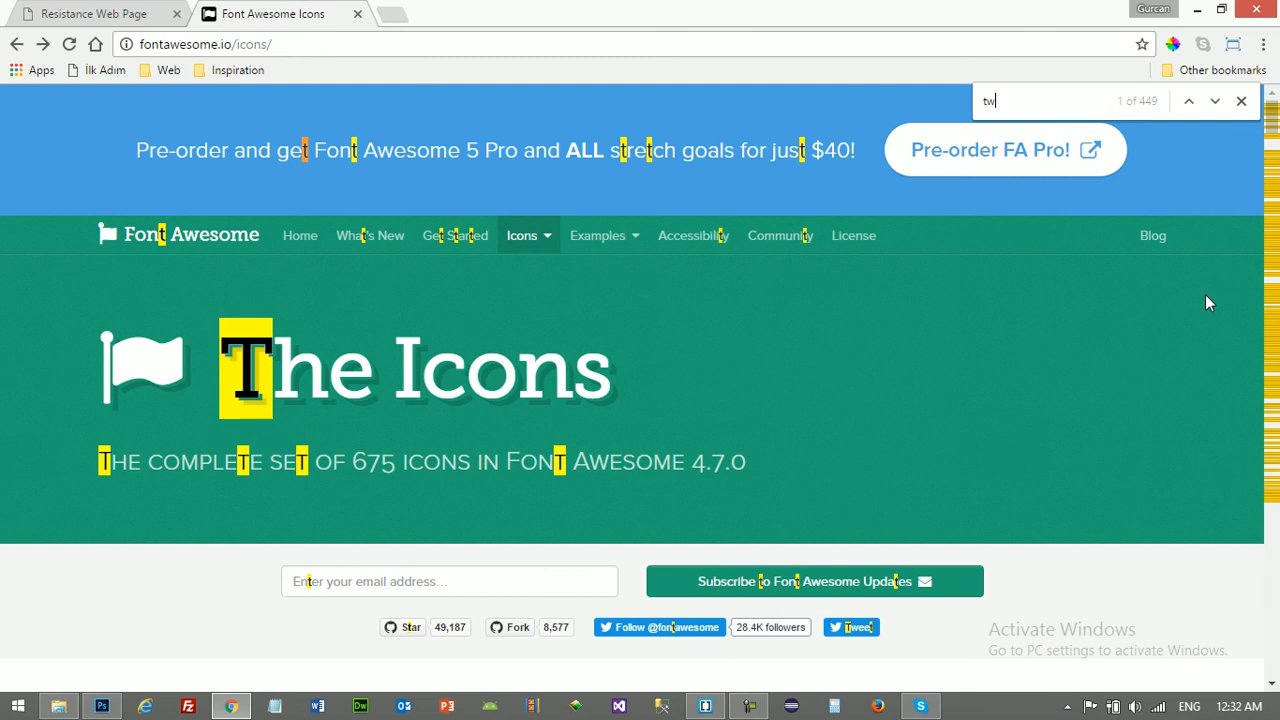 Resistance Web Page
Font Awesome Icons
Gurcan
fontawesome.io/icons/
Apps
İlk Adım
Web
Inspiration
Other bookmarks
tw
1 of 449
Pre-order and get Font Awesome 5 Pro and ALL stretch goals for just $40!
Pre-order FA Pro!
Font Awesome
Home
What's New
Get Started
Icons
Examples
Accessibility
Community
License
Blog
The Icons
The complete set of 675 icons in Font Awesome 4.7.0
Enter your email address...
Subscribe to Font Awesome Updates
Star
49,187
Fork
8,577
Follow @fontawesome
28.4K followers
Tweet
Activate Windows
Go to PC settings to activate Windows.
ENG
12:32 AM